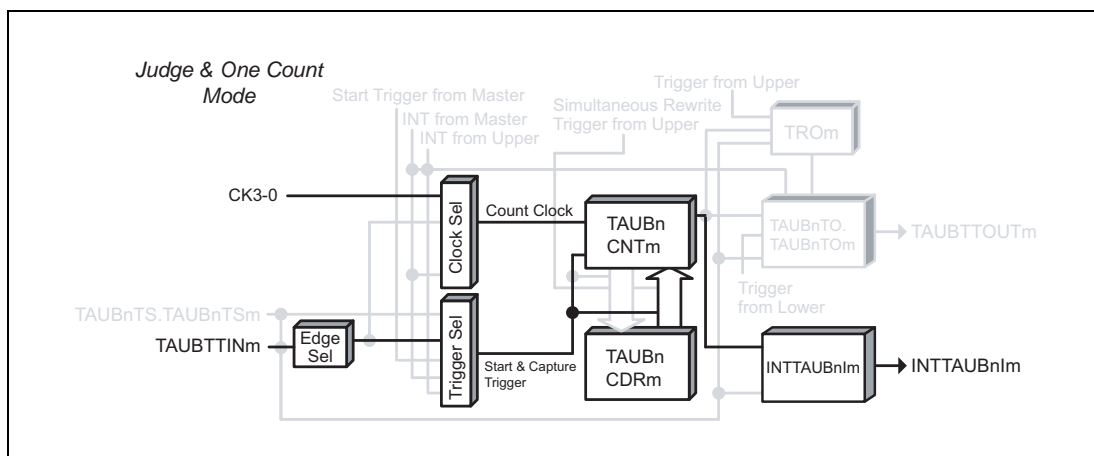 Judge & One Count
Mode
Start Trigger from Master
INT from Master
INT from Upper
Simultaneous Rewrite
Trigger from Upper
Trigger from Upper
TROm
CK3-0
Clock Sel
Count Clock
TAUBn
CNTm
TAUBnTO.
TAUBnTOm
TAUBTTOUTm
Trigger
from Lower
TAUBnTS.TAUBnTSm
TAUBTTINm
Edge
Sel
Trigger Sel
Start & Capture
Trigger
TAUBn
CDRm
INTTAUBnIm
INTTAUBnIm